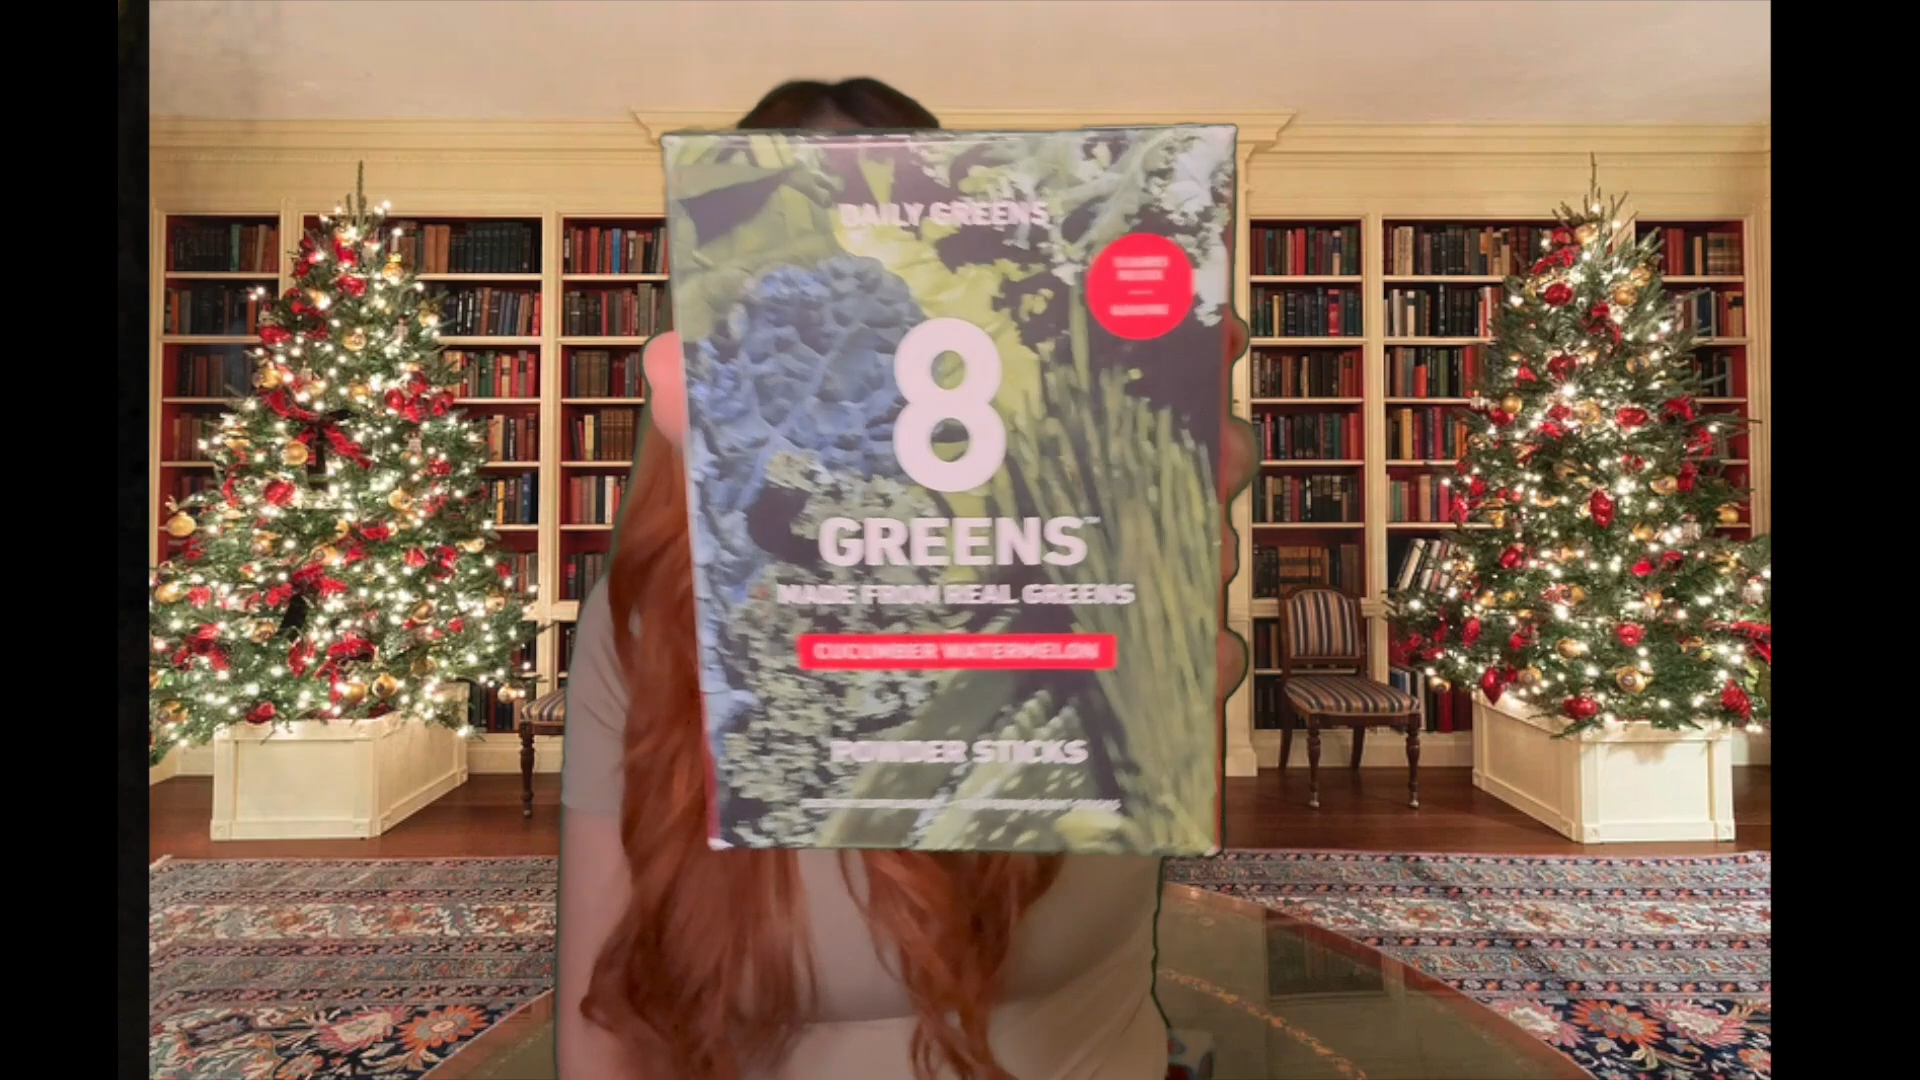 DAILY GREENS
8
GREENS™
MADE FROM REAL GREENS
CUCUMBER WATERMELON
POWDER STICKS